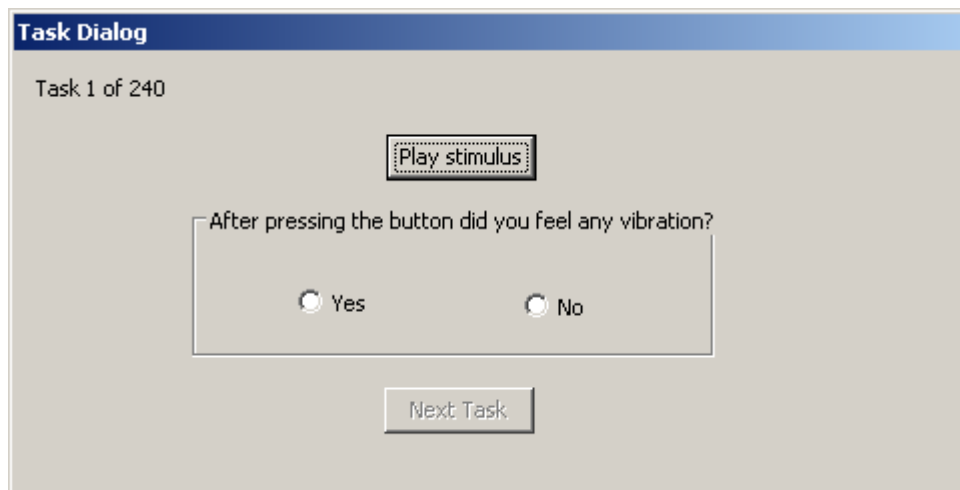 Task Dialog
Task 1 of 240
Play stimulus
After pressing the button did you feel any vibration?
Yes No
Next Task